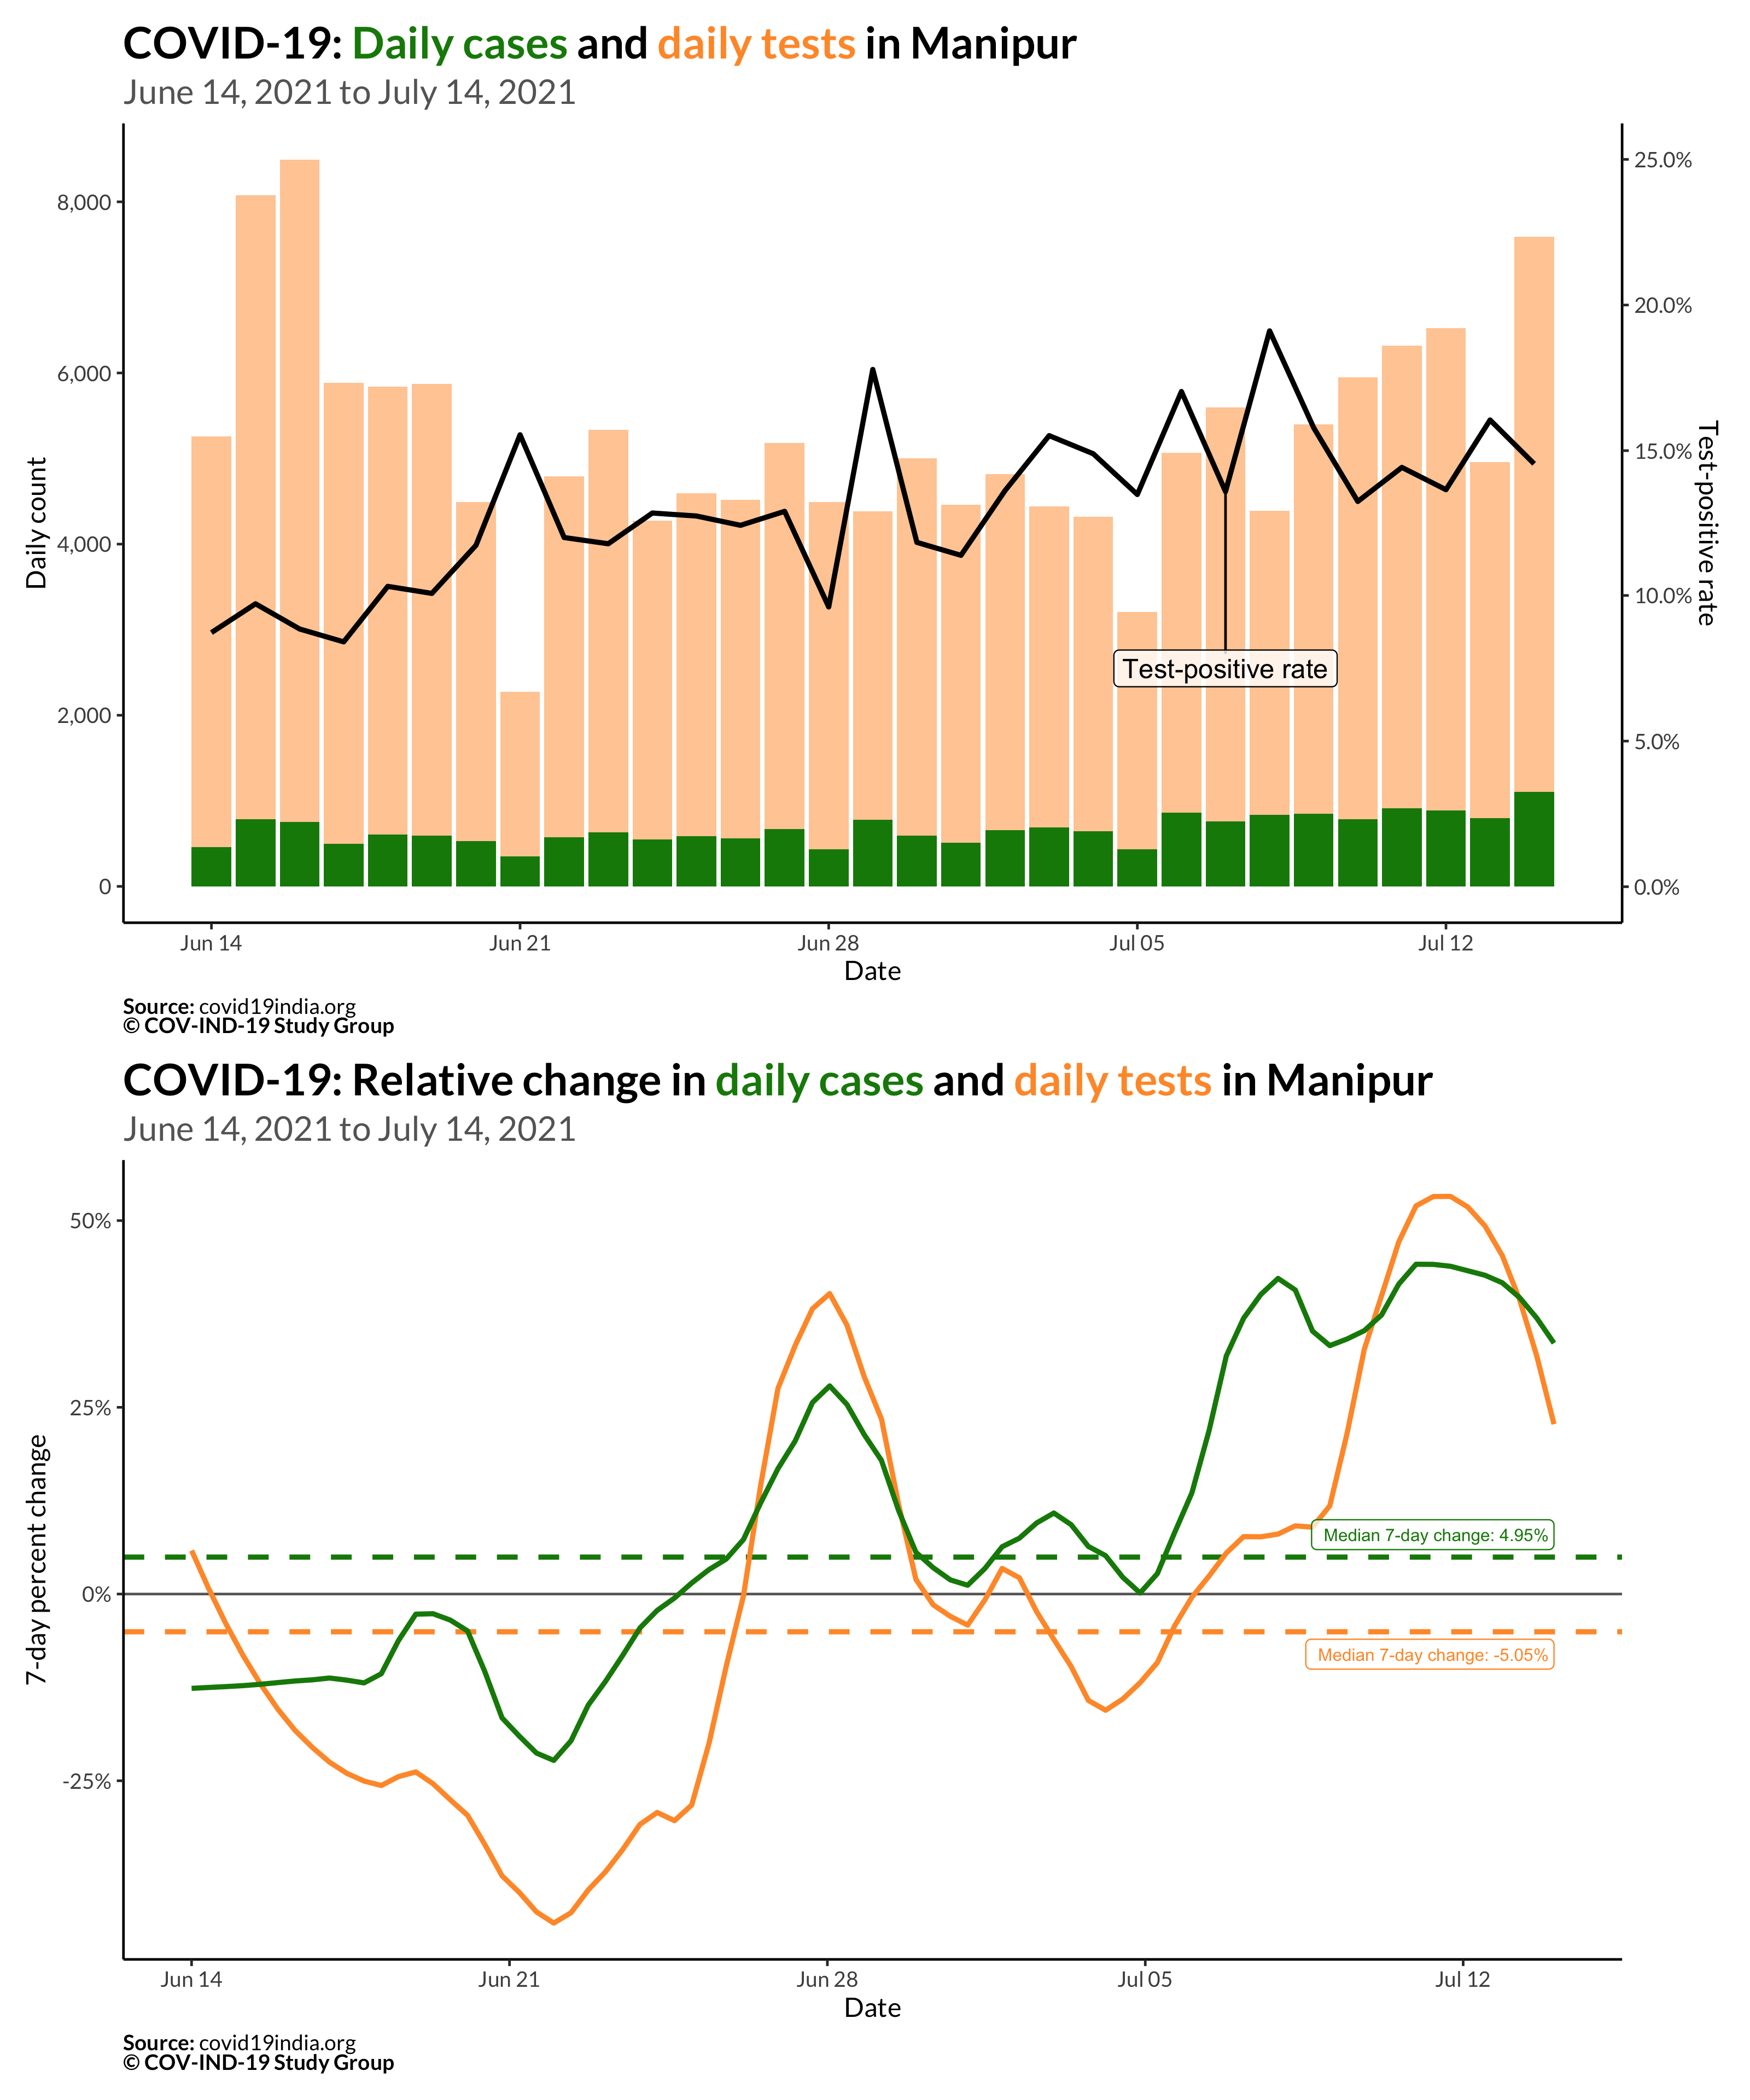 COVID-19: Daily cases and daily tests in Manipur
June 14, 2021 to July 14, 2021
Daily count
8,000
6,000
4,000
2,000
0
25.0%
20.0%
15.0%
10.0%
5.0%
0.0%
Test-positive rate
Test-positive rate
Jun 14
Jun 21
Jun 28
Jul 05
Jul 12
Date
Source: covid19india.org
© COV-IND-19 Study Group
COVID-19: Relative change in daily cases and daily tests in Manipur
June 14, 2021 to July 14, 2021
7-day percent change
50%
25%
0%
-25%
Median 7-day change: 4.95%
Median 7-day change: -5.05%
Jun 14
Jun 21
Jun 28
Jul 05
Jul 12
Date
Source: covid19india.org
© COV-IND-19 Study Group